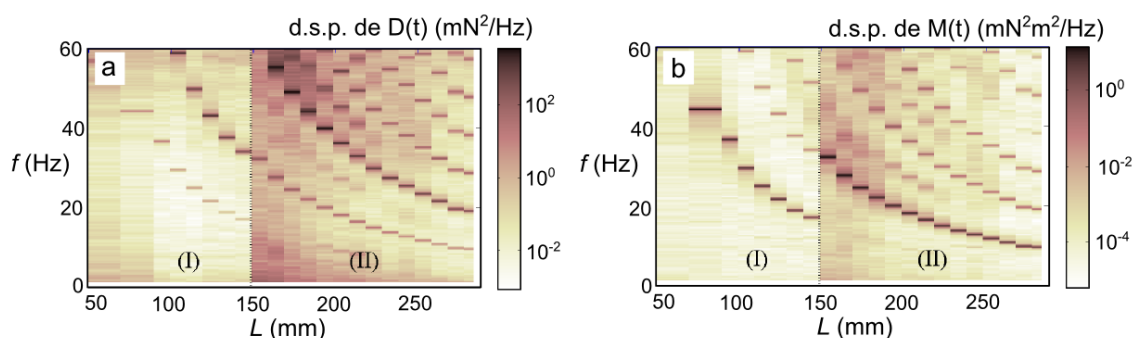 d.s.p. de D(t) (mN²/Hz)
a
60
40
20
0
f (Hz)
(I)
(II)
50
100
150
200
250
L (mm)
10²
10⁰
10⁻²
d.s.p. de M(t) (mN²m²/Hz)
b
60
40
20
0
f (Hz)
(I)
(II)
50
100
150
200
250
L (mm)
10⁰
10⁻²
10⁻⁴